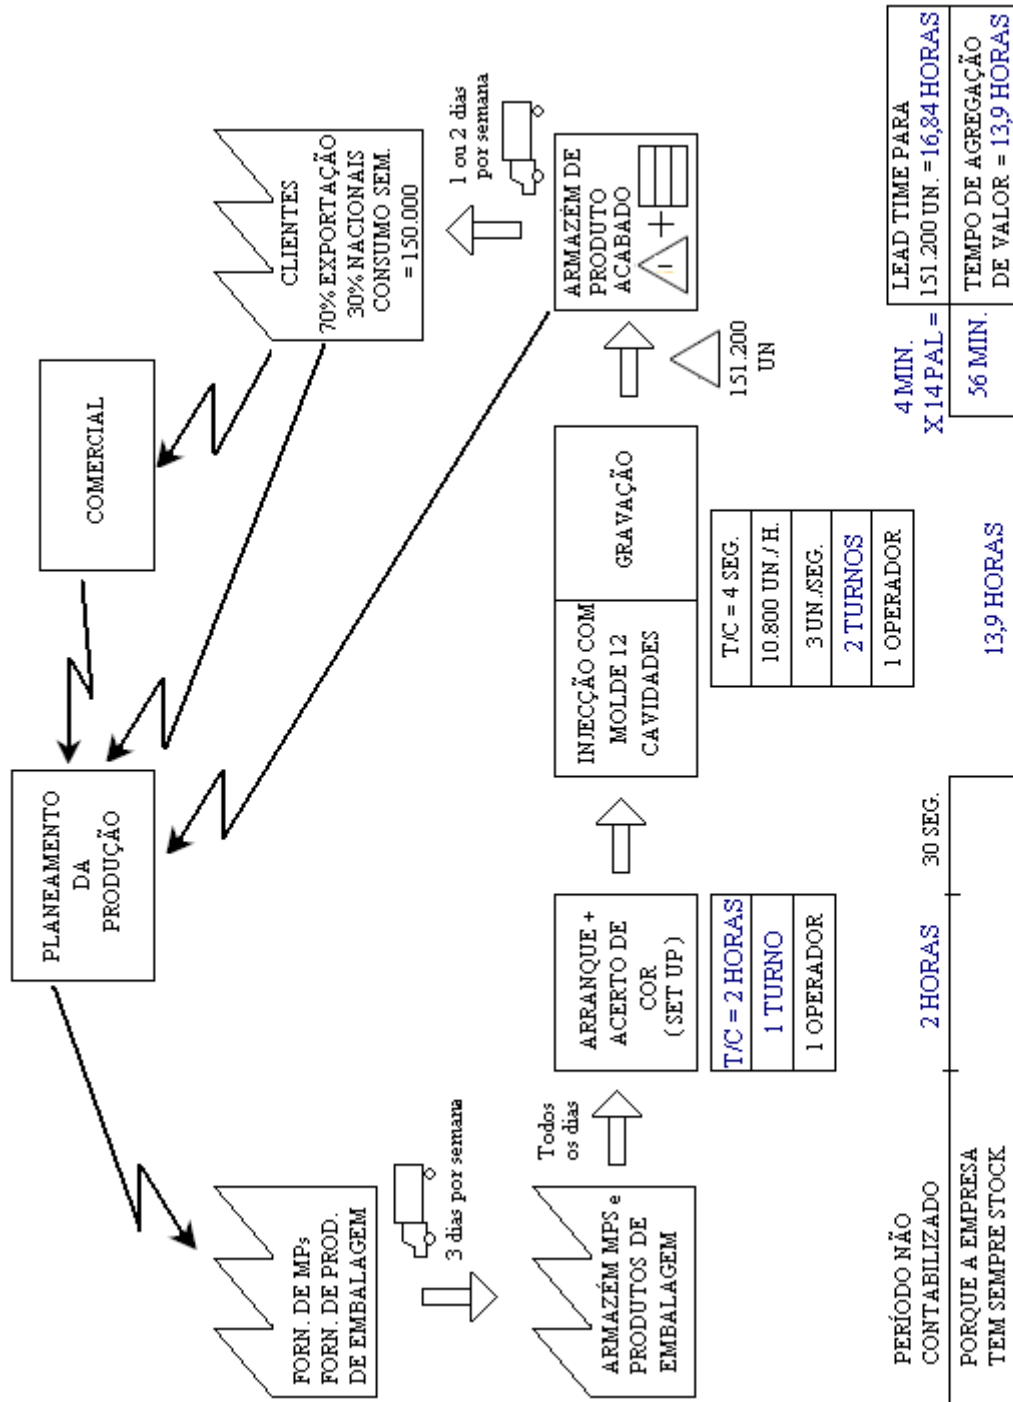 PLANEAMENTO
DA
PRODUÇÃO
COMERCIAL
FORN. DE MPs
FORN. DE PROD.
DE EMBALAGEM
CLIENTES
70% EXPORTAÇÃO
30% NACIONAIS
CONSUMO SEM.
= 150.000
3 dias por semana
1 ou 2 dias
por semana
ARMAZÉM MPS e
PRODUTOS DE
EMBALAGEM
Todos
os dias
ARRANQUE +
ACERTO DE
COR
( SET UP )
T/C = 2 HORAS
1 TURNO
1 OPERADOR
INJECÇÃO COM
MOLDE 12
CAVIDADES
GRAVAÇÃO
T/C = 4 SEG.
10.800 UN./ H.
3 UN./SEG.
2 TURNOS
1 OPERADOR
151.200
UN
ARMAZÉM DE
PRODUTO
ACABADO
I
+
PERÍODO NÃO
CONTABILIZADO
PORQUE A EMPRESA
TEM SEMPRE STOCK
2 HORAS
30 SEG.
13,9 HORAS
4 MIN.
X 14 PAL =
56 MIN.
LEAD TIME PARA
151.200 UN. = 16,84 HORAS
TEMPO DE AGREGAÇÃO
DE VALOR = 13,9 HORAS